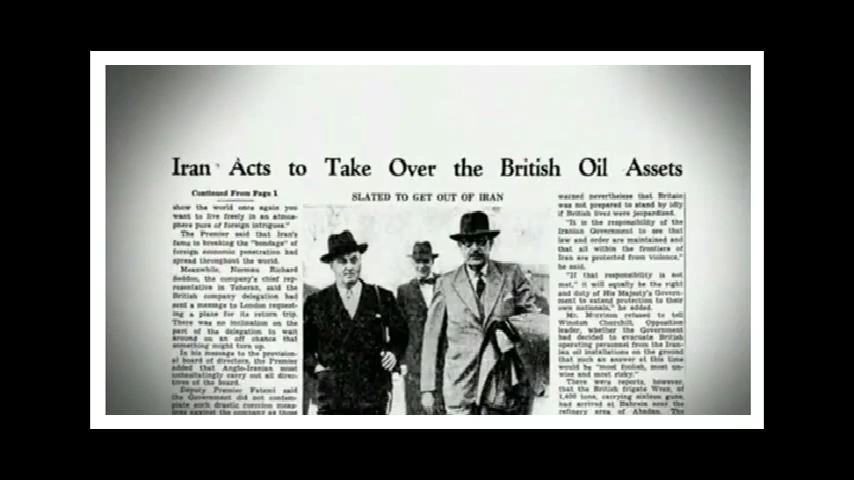 Iran Acts to Take Over the British Oil Assets
Continued From Page 1
show the world once again you
want to live freely in an atmos-
phere pure of foreign intrigues."
The Premier said that Iran's
fame in breaking the "bondage" of
foreign economic penetration had
spread throughout the world.
Meanwhile, Norman Richard
Seddon, the company's chief rep-
resentative in Teheran, said the
British company delegation had
sent a message to London request-
ing a plane for its return trip.
There was no inclination on the
part of the delegation to wait
around on an off chance that
something might turn up.
In his message to the provision-
al board of directors, the Premier
added that Anglo-Iranian must
unhesitatingly carry out all direc-
tives of the board.
Deputy Premier Fatemi said
the Government did not contem-
plate such drastic coercion meas-
ures against the company as those
SLATED TO GET OUT OF IRAN
warned nevertheless that Britain
was not prepared to stand by idly
if British lives were jeopardized.
"It is the responsibility of the
Iranian Government to see that
law and order are maintained and
that all within the frontiers of
Iran are protected from violence,"
he said.
"If that responsibility is not
met," it will equally be the right
and duty of His Majesty's Govern-
ment to extend protection to their
own nationals," he added.
Mr. Morrison refused to tell
Winston Churchill, Opposition
leader, whether the Government
had decided to evacuate British
operating personnel from the Iran-
ian oil installations on the ground
that such an answer at this time
would be "most foolish, most un-
wise and most risky."
There were reports, however,
that the British frigate Wren, of
1,400 tons, carrying sixteen guns,
had arrived at Bahrein near the
refinery area of Abadan. The